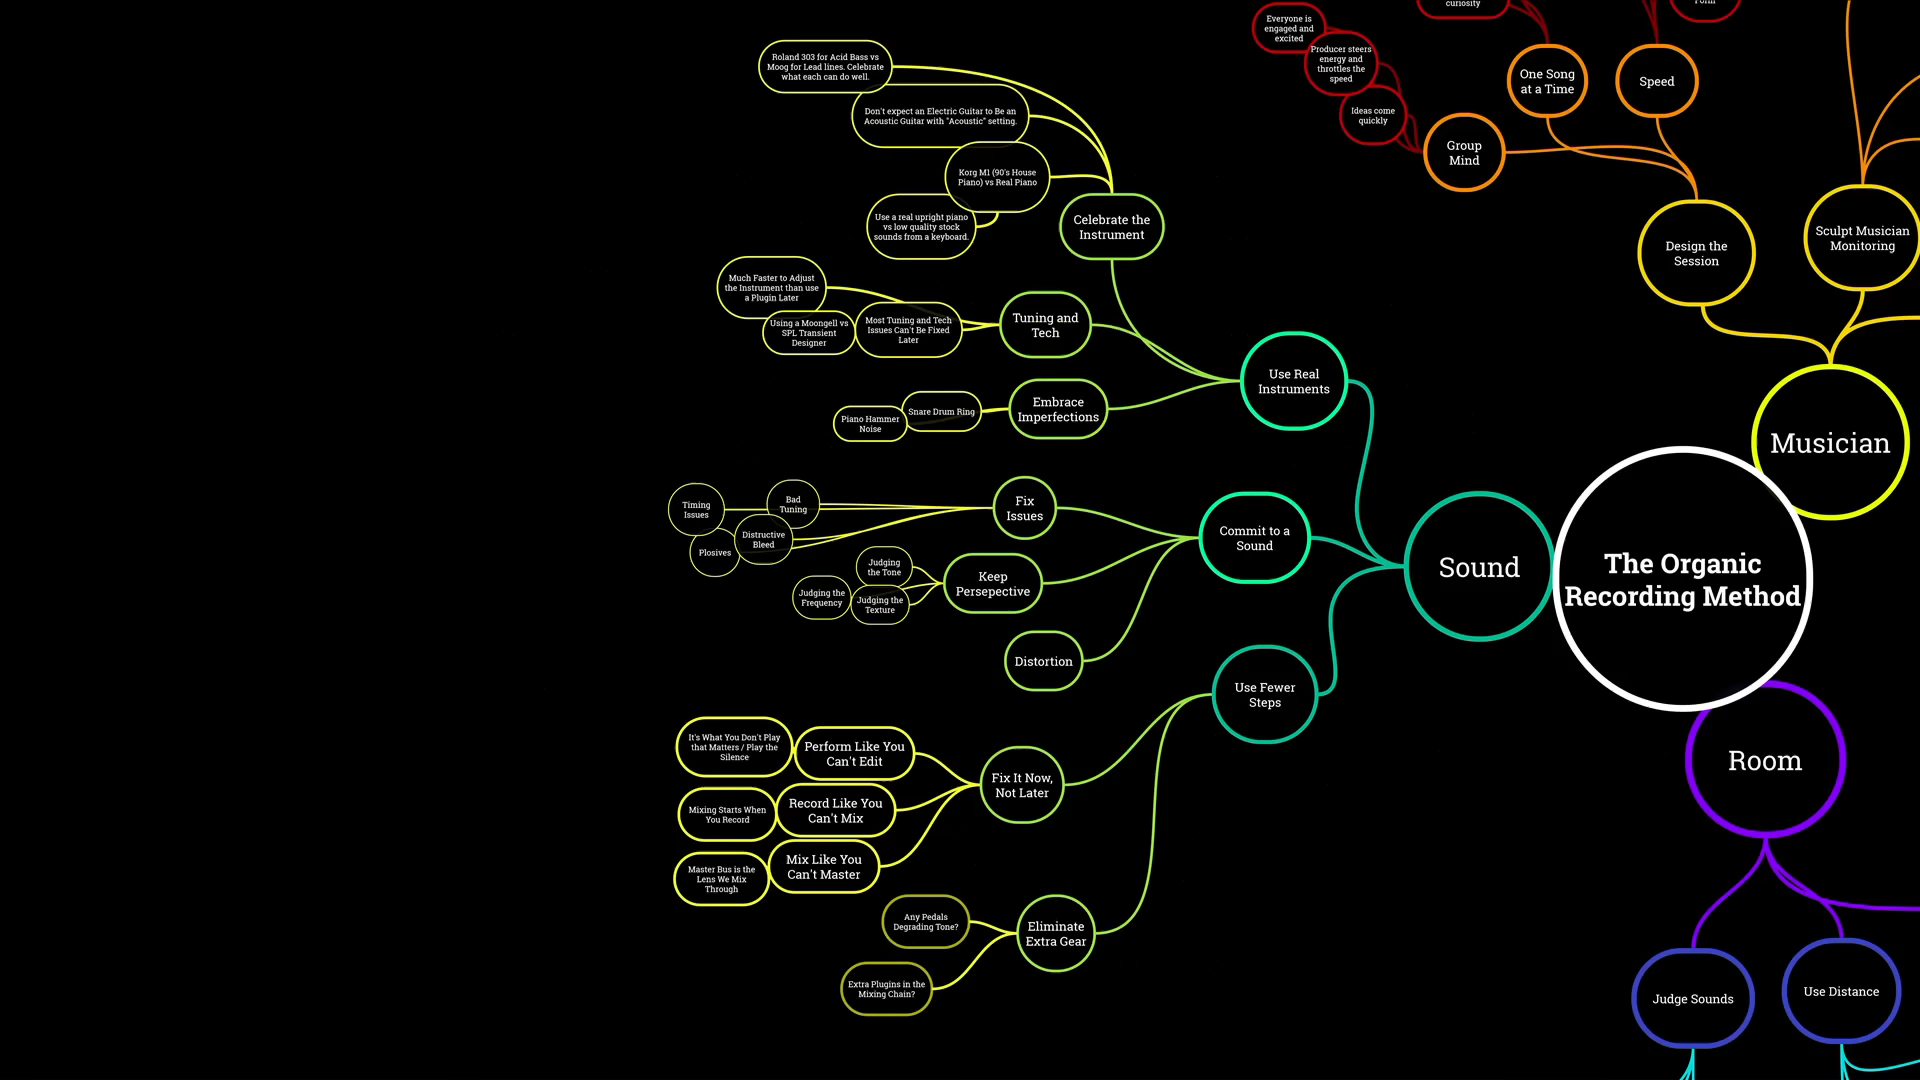 Roland 303 for Acid Bass vs
Moog for Lead lines. Celebrate
what each can do well.
Don't expect an Electric Guitar to Be an
Acoustic Guitar with "Acoustic" setting.
Korg M1 (90's House
Piano) vs Real Piano
Use a real upright piano
vs low quality stock
sounds from a keyboard.
Celebrate the
Instrument
Much Faster to Adjust
the Instrument than use
a Plugin Later
Using a Moongell vs
SPL Transient
Designer
Most Tuning and Tech
Issues Can't Be Fixed
Later
Tuning and
Tech
Piano Hammer
Noise
Snare Drum Ring
Embrace
Imperfections
Use Real
Instruments
Timing
Issues
Bad
Tuning
Plosives
Distructive
Bleed
Fix
Issues
Judging
the Tone
Judging the
Frequency
Judging the
Texture
Keep
Persepective
Distortion
Commit to a
Sound
It's What You Don't Play
that Matters / Play the
Silence
Perform Like You
Can't Edit
Mixing Starts When
You Record
Record Like You
Can't Mix
Master Bus is the
Lens We Mix
Through
Mix Like You
Can't Master
Fix It Now,
Not Later
Any Pedals
Degrading Tone?
Extra Plugins in the
Mixing Chain?
Eliminate
Extra Gear
Use Fewer
Steps
Sound
The Organic
Recording Method
Everyone is
engaged and
excited
Producer steers
energy and
throttles the
speed
Ideas come
quickly
Group
Mind
curiosity
One Song
at a Time
Speed
Design the
Session
Sculpt Musician
Monitoring
Musician
Room
Judge Sounds
Use Distance